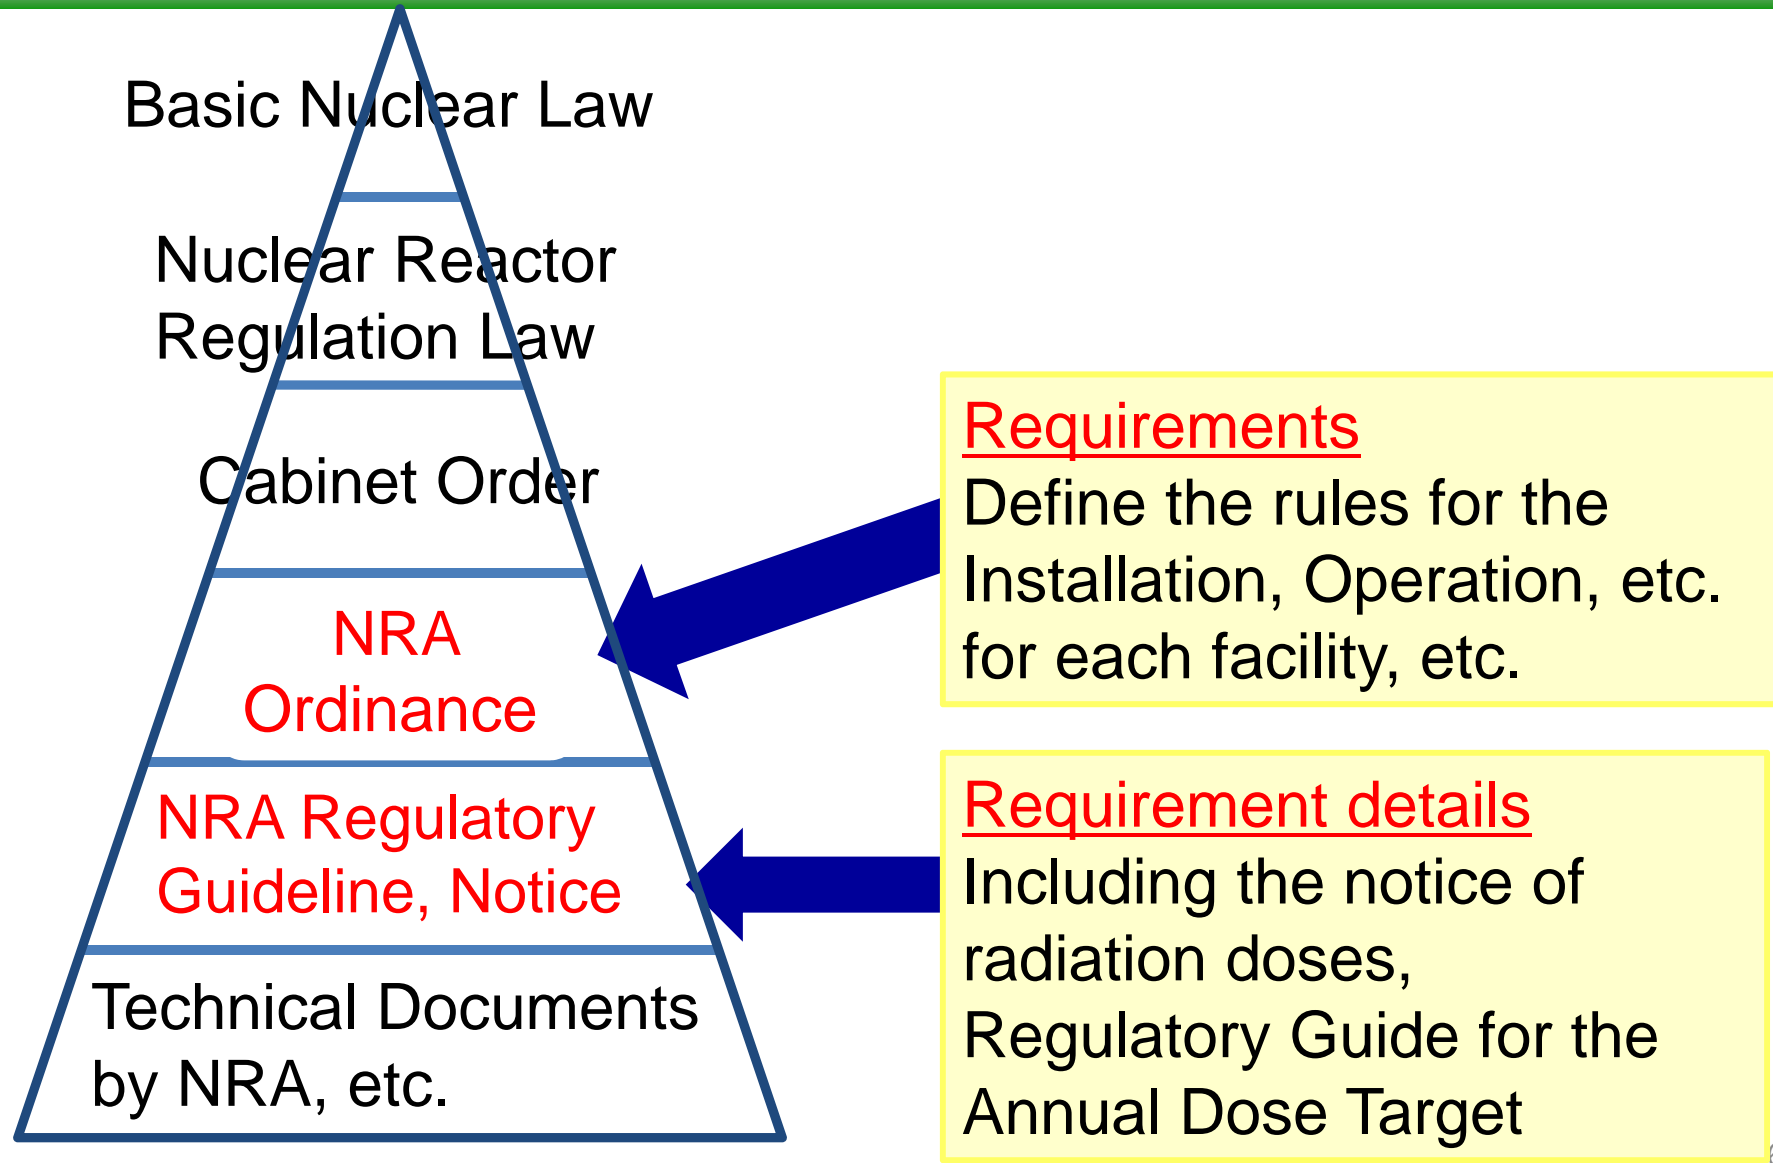 Basic Nuclear Law
Nuclear Reactor
Regulation Law
Cabinet Order
NRA
Ordinance
NRA Regulatory
Guideline, Notice
Technical Documents
by NRA, etc.
Requirements
Define the rules for the
Installation, Operation, etc.
for each facility, etc.
Requirement details
Including the notice of
radiation doses,
Regulatory Guide for the
Annual Dose Target